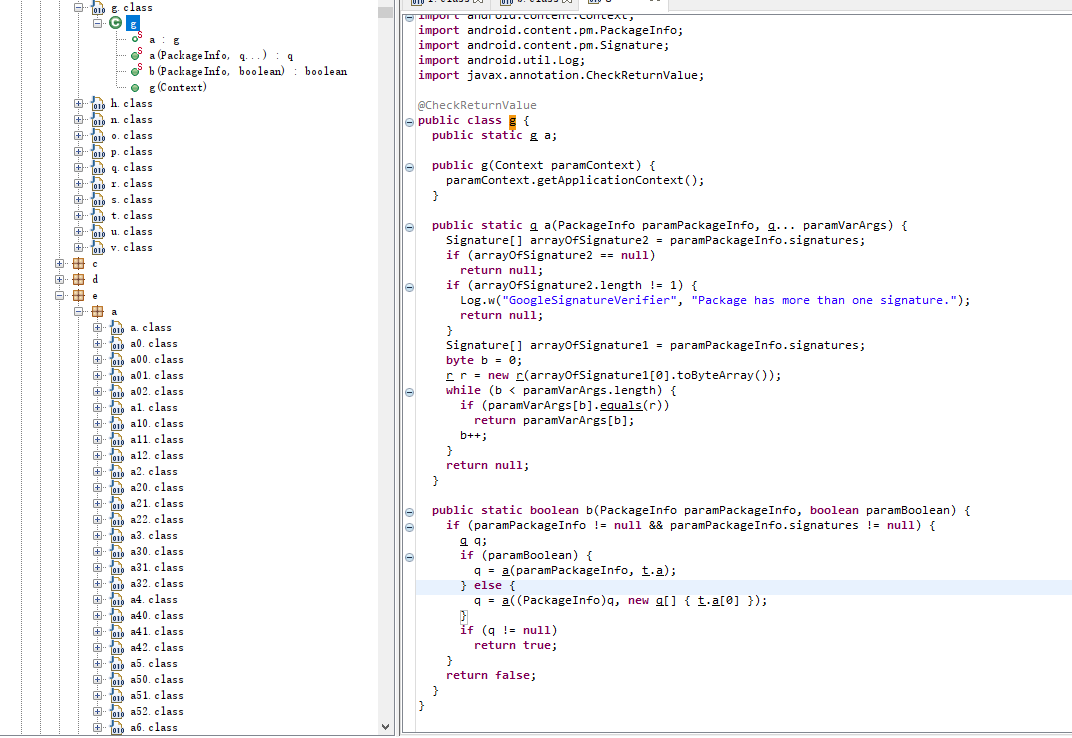 g.class
g
a : g
a(PackageInfo, q...) : q
b(PackageInfo, boolean) : boolean
g(Context)
h.class
n.class
o.class
p.class
q.class
r.class
s.class
t.class
u.class
v.class
c
d
e
a
a.class
a0.class
a00.class
a01.class
a02.class
a1.class
a10.class
a11.class
a12.class
a2.class
a20.class
a21.class
a22.class
a3.class
a30.class
a31.class
a32.class
a4.class
a40.class
a41.class
a42.class
a5.class
a50.class
a51.class
a52.class
a6.class
import android.content.Context;
import android.content.pm.PackageInfo;
import android.content.pm.Signature;
import android.util.Log;
import javax.annotation.CheckReturnValue;
@CheckReturnValue
public class g {
public static g a;
public g(Context paramContext) {
paramContext.getApplicationContext();
}
public static q a(PackageInfo paramPackageInfo, q... paramVarArgs) {
Signature[] arrayOfSignature2 = paramPackageInfo.signatures;
if (arrayOfSignature2 == null)
return null;
if (arrayOfSignature2.length != 1) {
Log.w("GoogleSignatureVerifier", "Package has more than one signature.");
return null;
}
Signature[] arrayOfSignature1 = paramPackageInfo.signatures;
byte b = 0;
r r = new r(arrayOfSignature1[0].toByteArray());
while (b < paramVarArgs.length) {
if (paramVarArgs[b].equals(r))
return paramVarArgs[b];
b++;
}
return null;
}
public static boolean b(PackageInfo paramPackageInfo, boolean paramBoolean) {
if (paramPackageInfo != null && paramPackageInfo.signatures != null) {
q q;
if (paramBoolean) {
q = a(paramPackageInfo, t.a);
} else {
q = a((PackageInfo)q, new q[] { t.a[0] });
}
if (q != null)
return true;
}
return false;
}
}